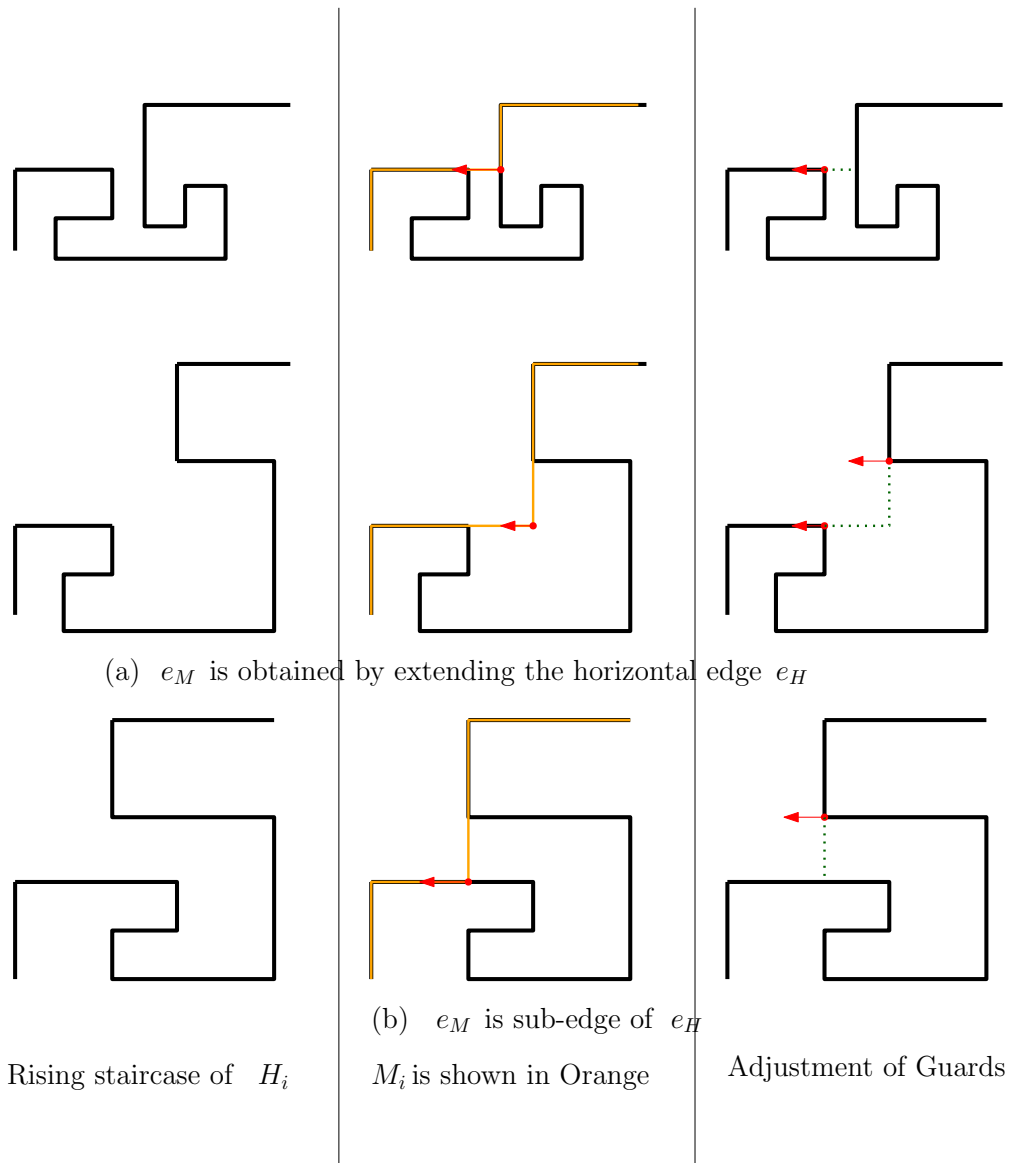 (a) $e_M$ is obtained by extending the horizontal edge $e_H$
(b) $e_M$ is sub-edge of $e_H$
Rising staircase of $H_i$
$M_i$ is shown in Orange
Adjustment of Guards